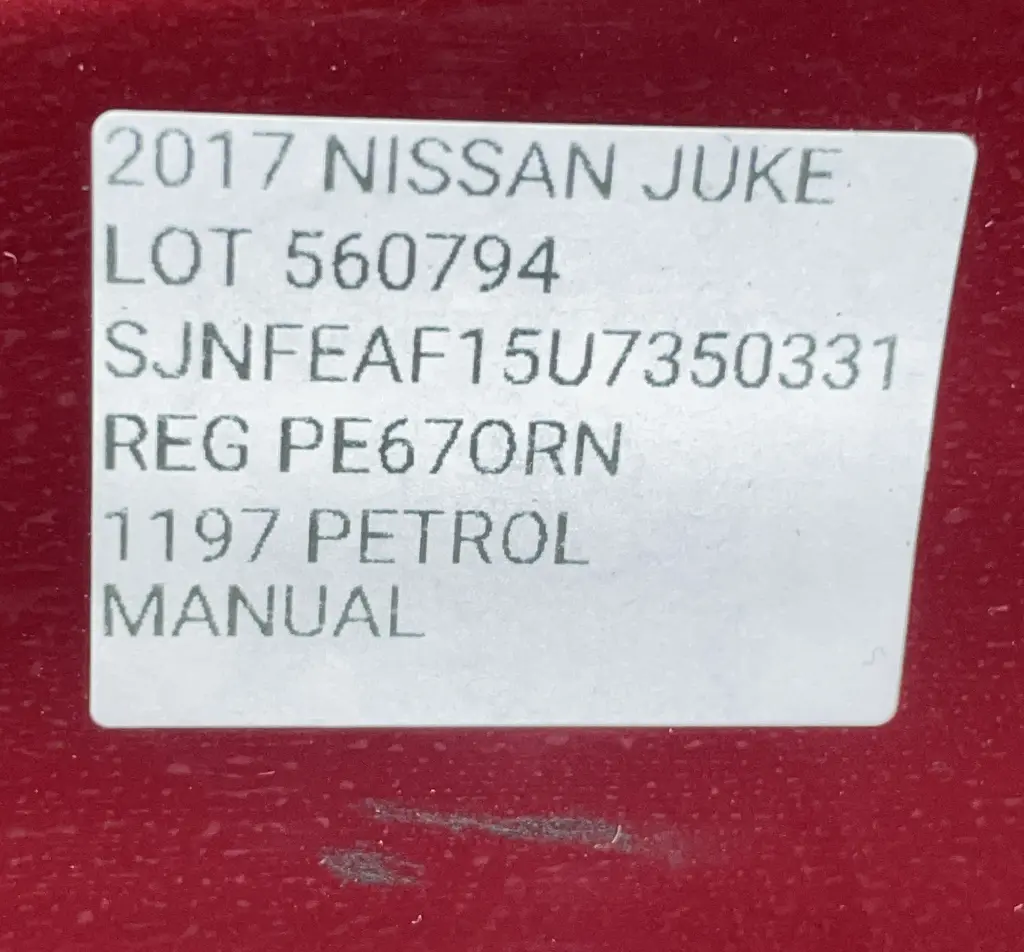 2017 NISSAN JUKE
LOT 560794
SJNFEAF15U7350331
REG PE67ORN
1197 PETROL
MANUAL